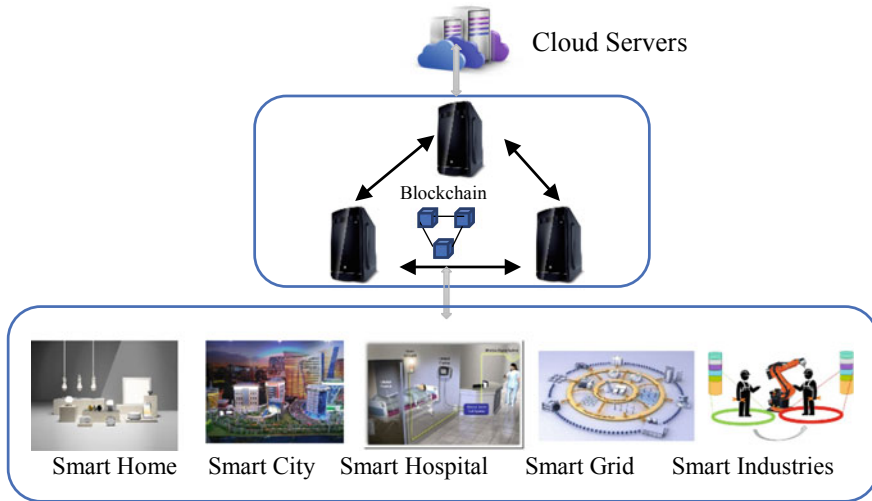 Cloud Servers
Blockchain
Smart Home Smart City Smart Hospital Smart Grid Smart Industries